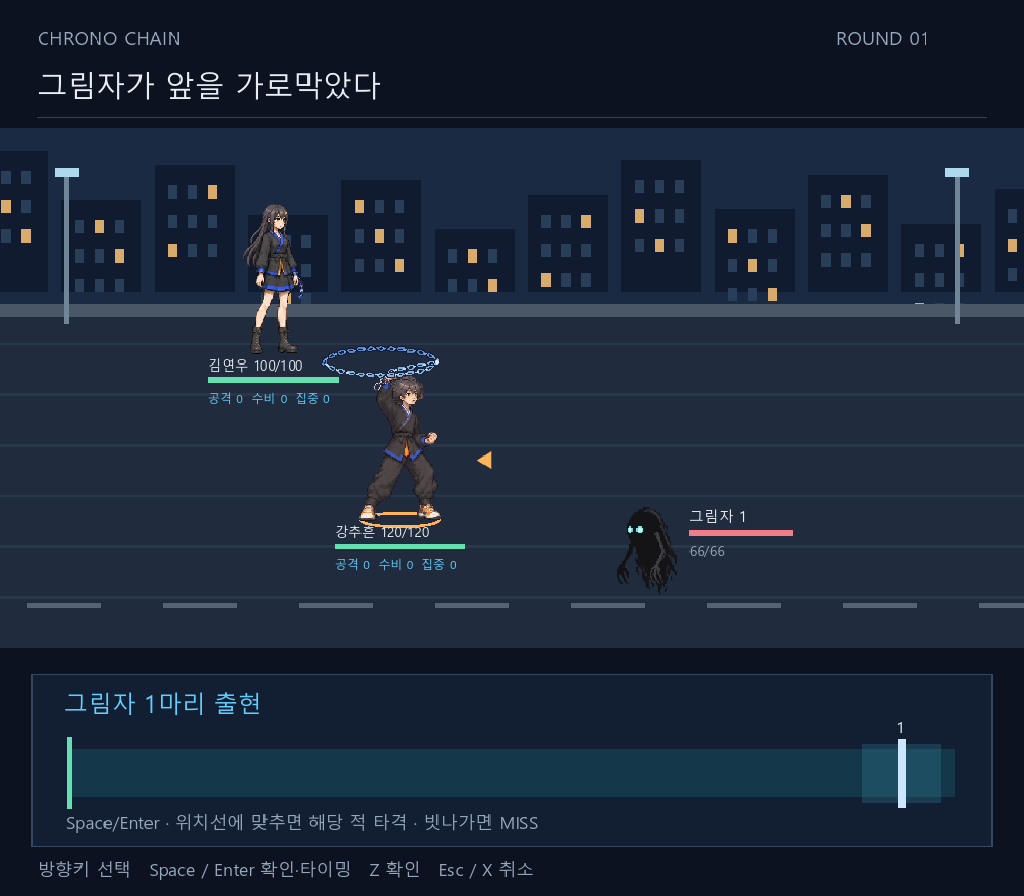 CHRONO CHAIN
ROUND 01
그림자가 앞을 가로막았다
김연우 100/100
공격 0 수비 0 집중 0
강추흔 120/120
공격 0 수비 0 집중 0
그림자 1
66/66
그림자 1마리 출현
1
Space/Enter · 위치선에 맞추면 해당 적 타격 · 빗나가면 MISS
방향키 선택 Space / Enter 확인·타이밍 Z 확인 Esc / X 취소